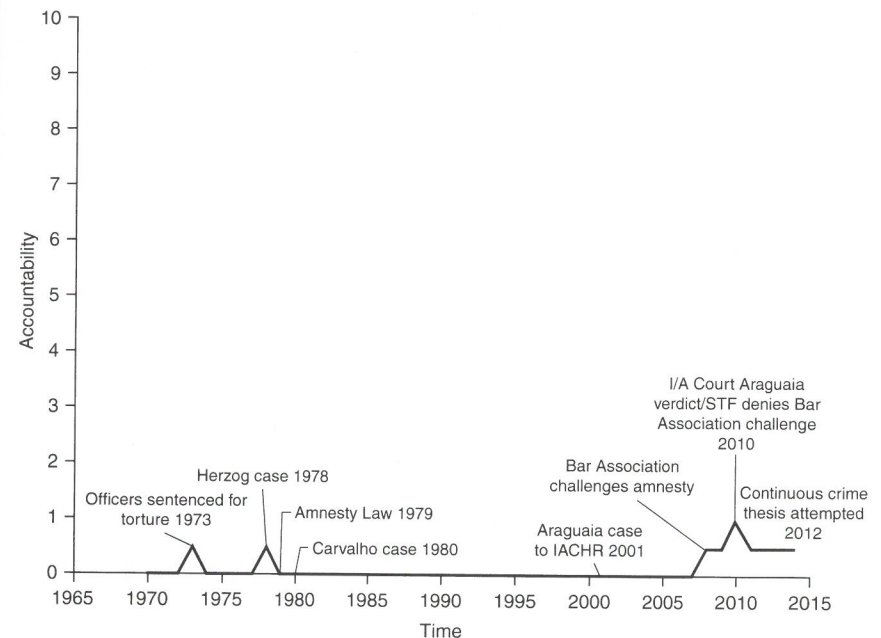 10
9
8
7
6
5
4
3
2
1
0
Accountability
I/A Court Araguaia
verdict/STF denies Bar
Association challenge
2010
Herzog case 1978
Bar Association
challenges amnesty
Officers sentenced for
torture 1973
Amnesty Law 1979
Continuous crime
thesis attempted
2012
Araguaia case
to IACHR 2001
Carvalho case 1980
1965 1970 1975 1980 1985 1990 1995 2000 2005 2010 2015
Time